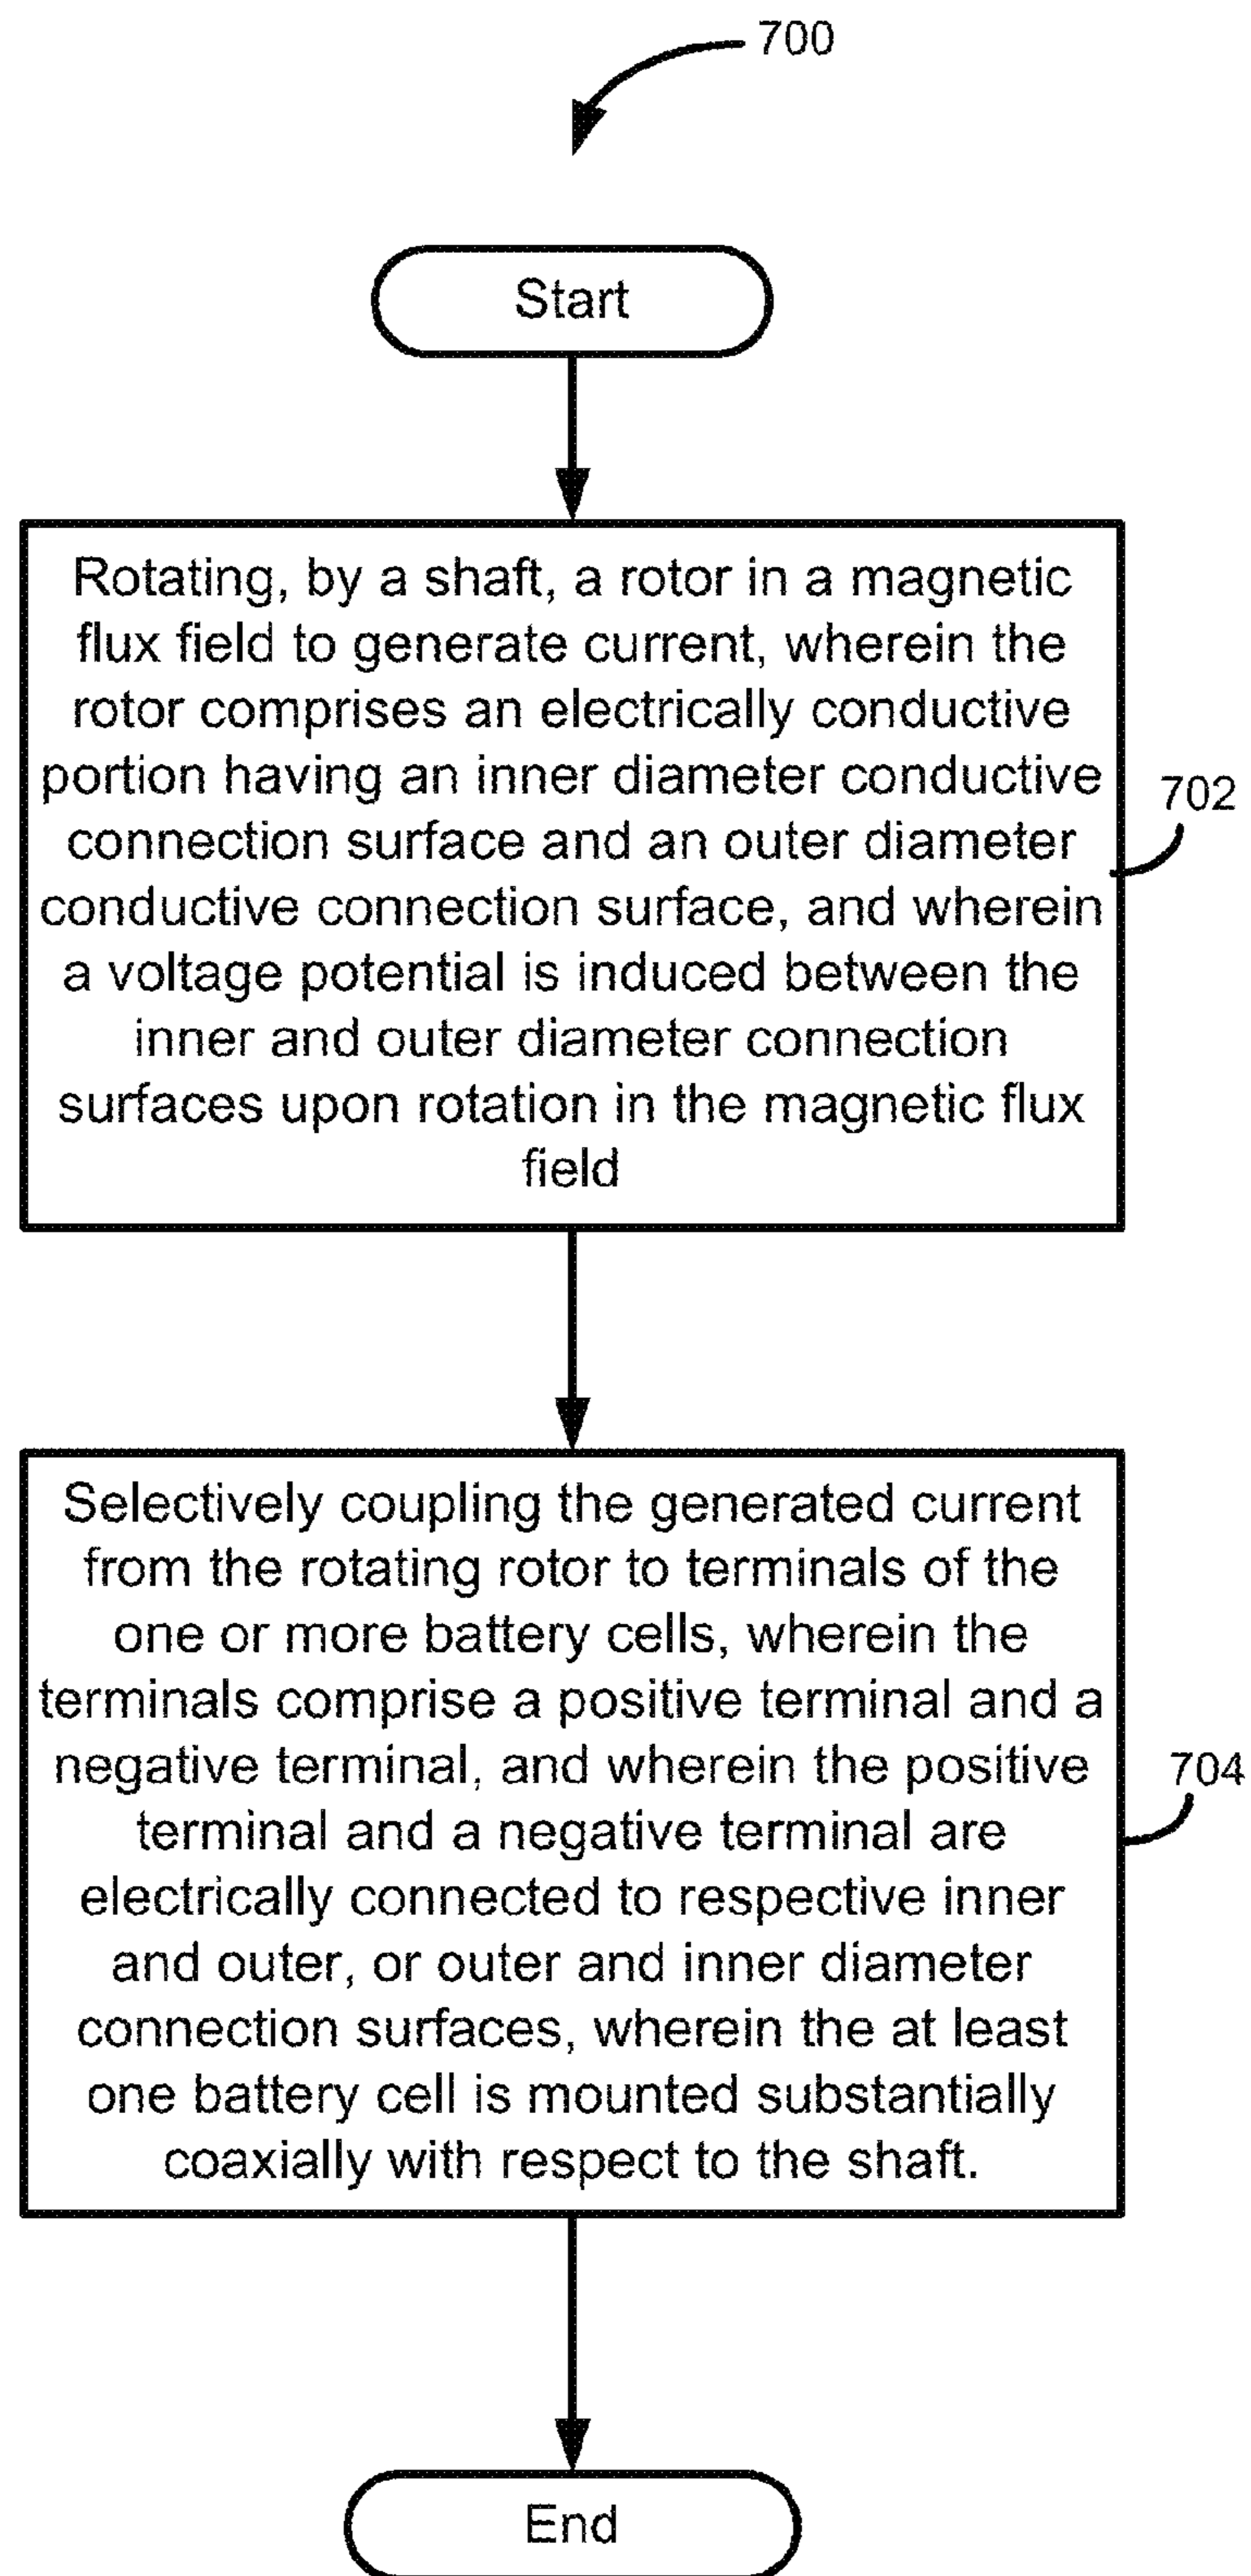 700
Start
Rotating, by a shaft, a rotor in a magnetic
flux field to generate current, wherein the
rotor comprises an electrically conductive
portion having an inner diameter conductive
connection surface and an outer diameter
conductive connection surface, and wherein
a voltage potential is induced between the
inner and outer diameter connection
surfaces upon rotation in the magnetic flux
field
702
Selectively coupling the generated current
from the rotating rotor to terminals of the
one or more battery cells, wherein the
terminals comprise a positive terminal and a
negative terminal, and wherein the positive
terminal and a negative terminal are
electrically connected to respective inner
and outer, or outer and inner diameter
connection surfaces, wherein the at least
one battery cell is mounted substantially
coaxially with respect to the shaft.
704
End